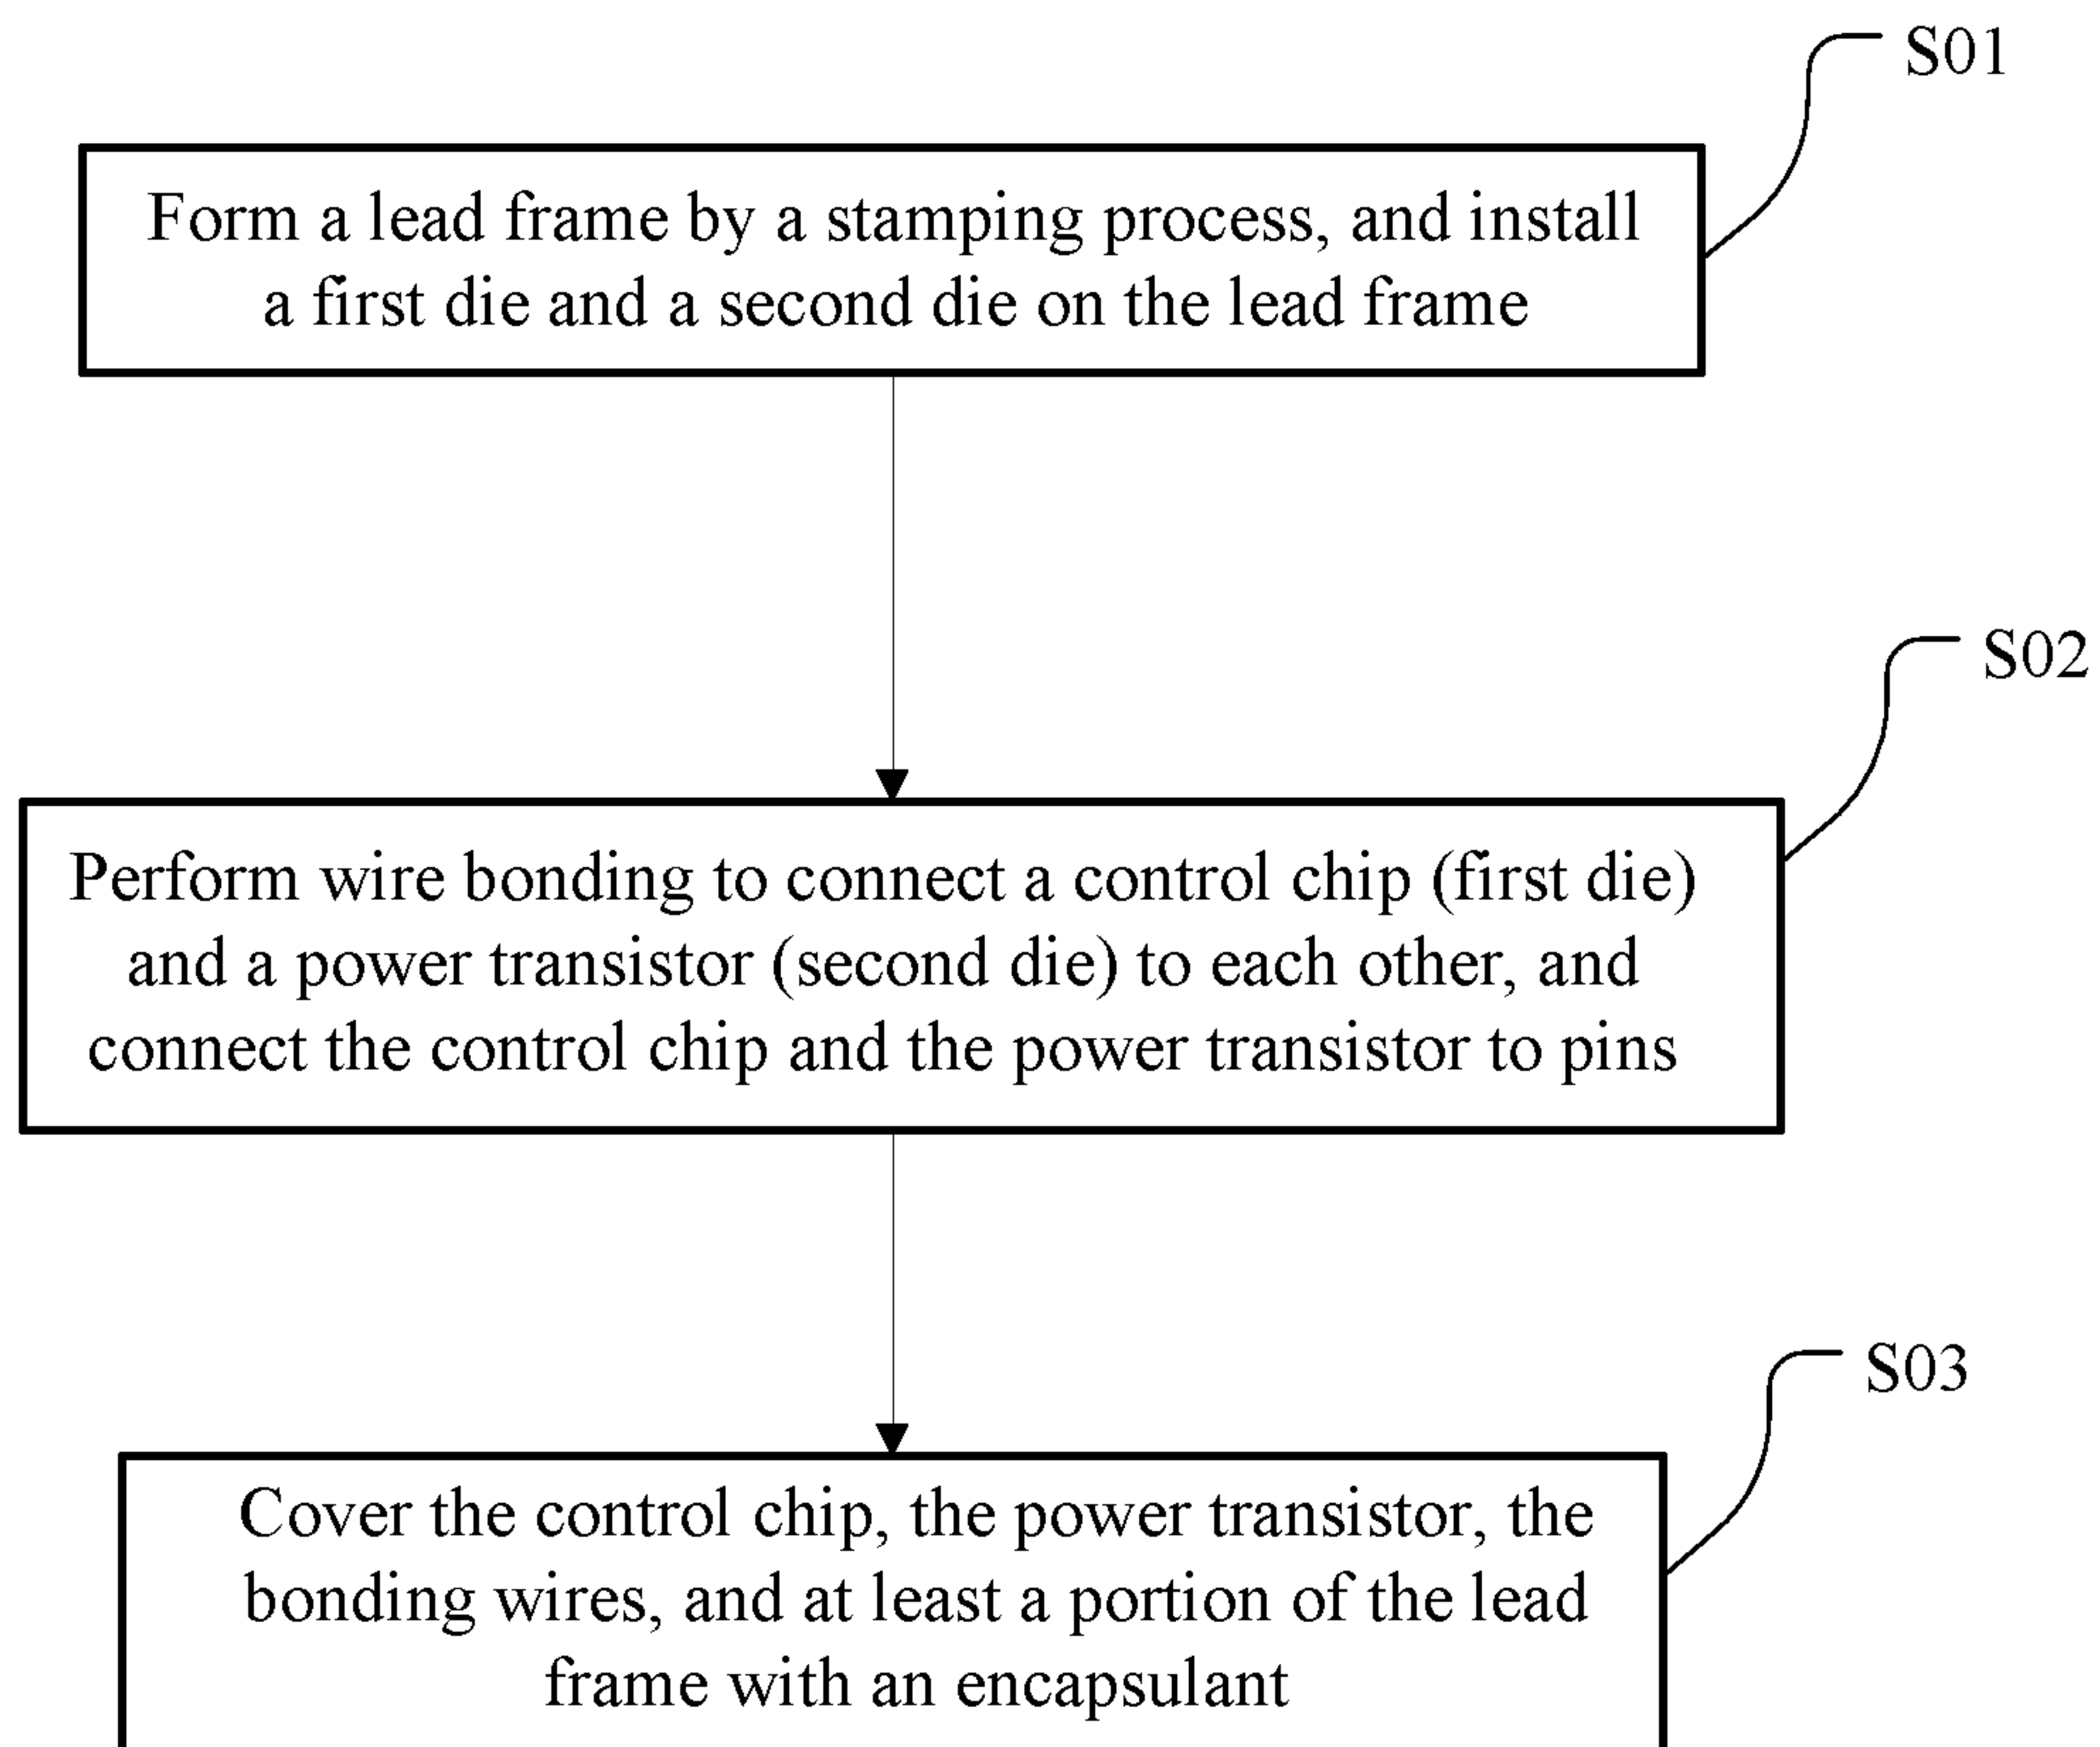 S01
Form a lead frame by a stamping process, and install
a first die and a second die on the lead frame
S02
Perform wire bonding to connect a control chip (first die)
and a power transistor (second die) to each other, and
connect the control chip and the power transistor to pins
S03
Cover the control chip, the power transistor, the
bonding wires, and at least a portion of the lead
frame with an encapsulant